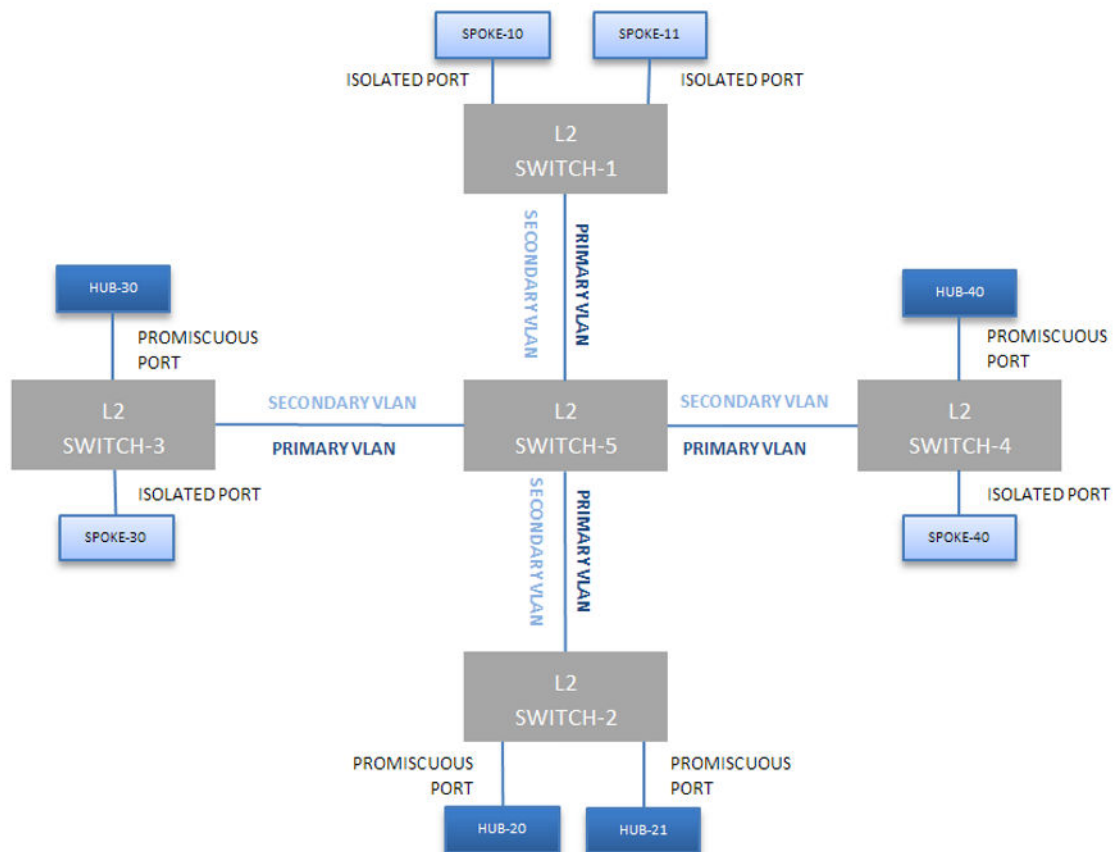 SPOKE-10
SPOKE-11
ISOLATED PORT
ISOLATED PORT
L2
SWITCH-1
SECONDARY VLAN
PRIMARY VLAN
HUB-30
HUB-40
PROMISCUOUS
PORT
PROMISCUOUS
PORT
L2
SWITCH-3
SECONDARY VLAN
PRIMARY VLAN
L2
SWITCH-5
SECONDARY VLAN
PRIMARY VLAN
L2
SWITCH-4
ISOLATED PORT
SPOKE-30
ISOLATED PORT
SPOKE-40
SECONDARY VLAN
PRIMARY VLAN
L2
SWITCH-2
PROMISCUOUS
PORT
PROMISCUOUS
PORT
HUB-20
HUB-21